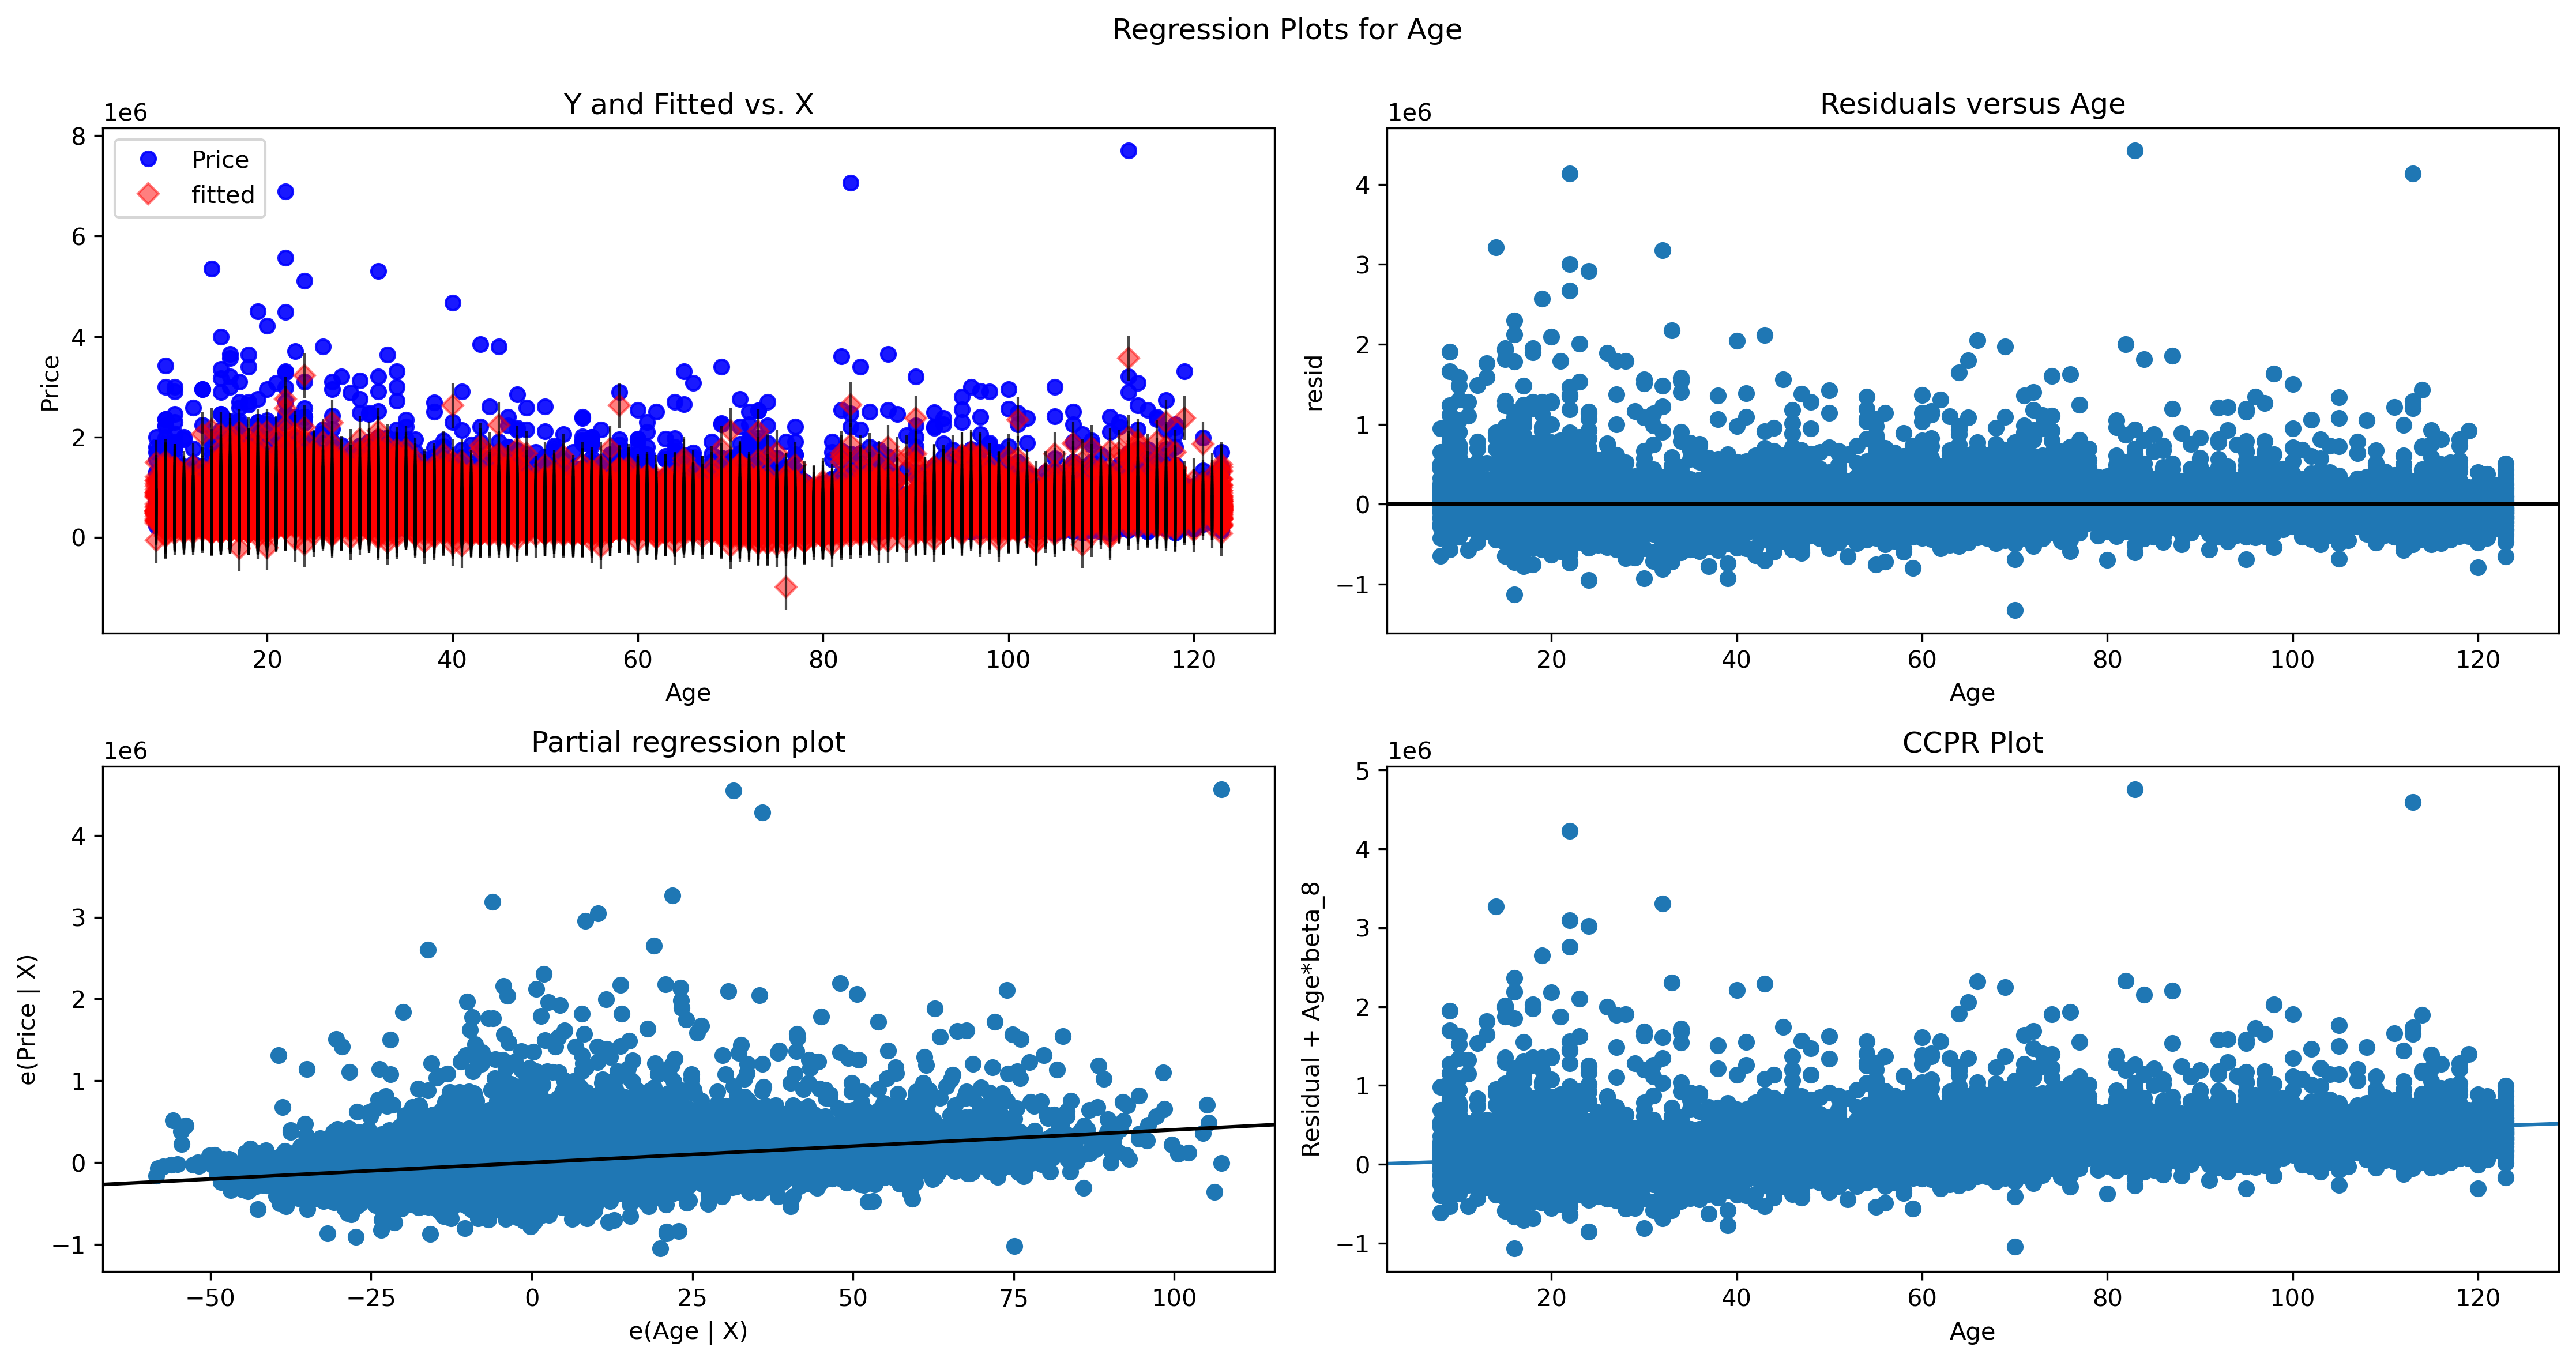 Regression Plots for Age
Y and Fitted vs. X
1e6
8
6
4
2
0
Price
Price
fitted
20 40 60 80 100 120
Age
Residuals versus Age
1e6
4
3
2
1
0
−1
resid
20 40 60 80 100 120
Age
Partial regression plot
1e6
4
3
2
1
0
−1
e(Price | X)
−50 −25 0 25 50 75 100
e(Age | X)
CCPR Plot
1e6
5
4
3
2
1
0
−1
Residual + Age*beta_8
20 40 60 80 100 120
Age